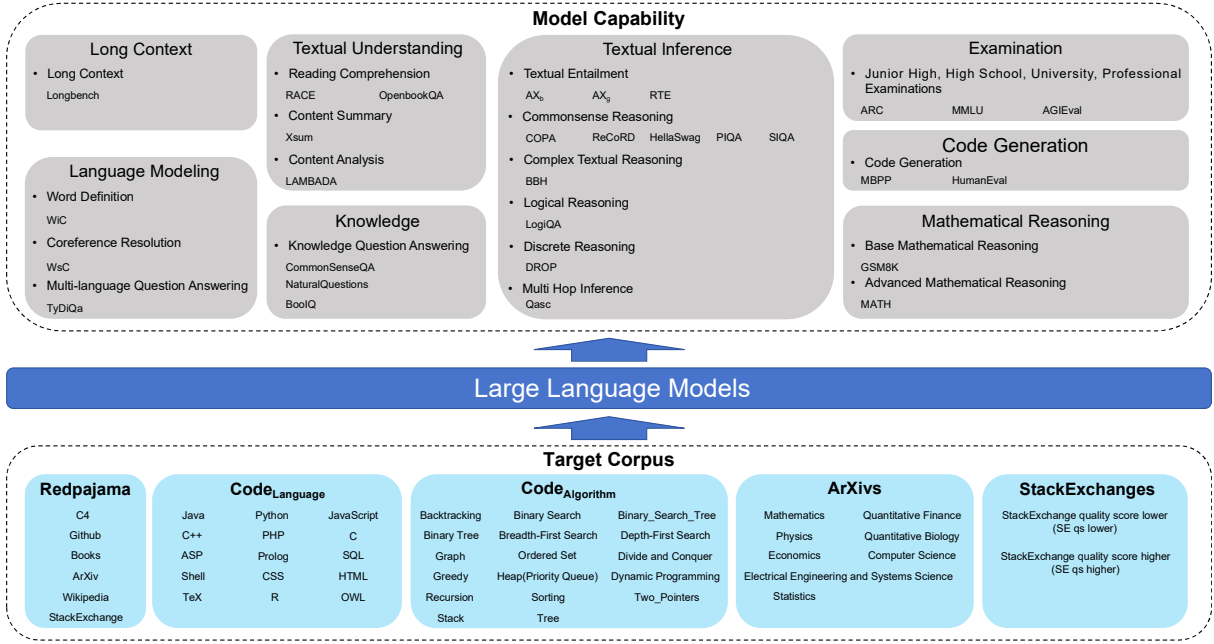 Model Capability
Long Context
• Long Context
Longbench
Language Modeling
• Word Definition
WiC
• Coreference Resolution
WsC
• Multi-language Question Answering
TyDiQa
Textual Understanding
• Reading Comprehension
RACE OpenbookQA
• Content Summary
Xsum
• Content Analysis
LAMBADA
Knowledge
• Knowledge Question Answering
CommonSenseQA
NaturalQuestions
BoolQ
Textual Inference
• Textual Entailment
AXb AXg RTE
• Commonsense Reasoning
COPA ReCoRD HellaSwag PIQA SIQA
• Complex Textual Reasoning
BBH
• Logical Reasoning
LogiQA
• Discrete Reasoning
DROP
• Multi Hop Inference
Qasc
Examination
• Junior High, High School, University, Professional
Examinations
ARC MMLU AGIEval
Code Generation
• Code Generation
MBPP HumanEval
Mathematical Reasoning
• Base Mathematical Reasoning
GSM8K
• Advanced Mathematical Reasoning
MATH
Large Language Models
Target Corpus
Redpajama
C4
Github
Books
ArXiv
Wikipedia
StackExchange
CodeLanguage
Java Python JavaScript
C++ PHP C
ASP Prolog SQL
Shell CSS HTML
TeX R OWL
CodeAlgorithm
Backtracking Binary Search Binary_Search_Tree
Binary Tree Breadth-First Search Depth-First Search
Graph Ordered Set Divide and Conquer
Greedy Heap(Priority Queue) Dynamic Programming
Recursion Sorting Two_Pointers
Stack Tree
ArXivs
Mathematics Quantitative Finance
Physics Quantitative Biology
Economics Computer Science
Electrical Engineering and Systems Science
Statistics
StackExchanges
StackExchange quality score lower
(SE qs lower)
StackExchange quality score higher
(SE qs higher)